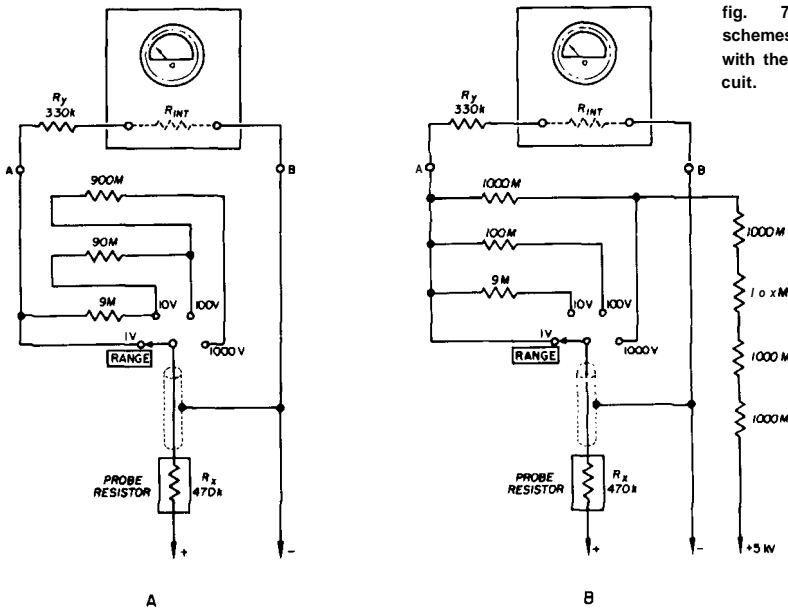 fig. 7
schemes
with the
cuit.
Ry
330k
RINT
A
B
900M
90M
9M
10V
100V
1V
1000V
RANGE
PROBE
RESISTOR
Rx
470k
+
-
A
Ry
330k
RINT
A
B
1000M
100M
9M
10V
100V
1V
1000V
RANGE
1000M
1000M
1000M
PROBE
RESISTOR
Rx
470k
+
-
+5 kV
B